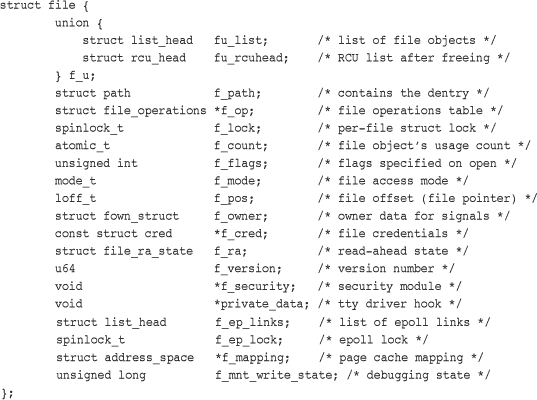 struct file {
        union {
            struct list_head   fu_list;       /* list of file objects */
            struct rcu_head    fu_rcuhead;    /* RCU list after freeing */
        } f_u;
        struct path            f_path;        /* contains the dentry */
        struct file_operations *f_op;         /* file operations table */
        spinlock_t             f_lock;        /* per-file struct lock */
        atomic_t               f_count;       /* file object's usage count */
        unsigned int           f_flags;       /* flags specified on open */
        mode_t                 f_mode;        /* file access mode */
        loff_t                 f_pos;         /* file offset (file pointer) */
        struct fown_struct     f_owner;       /* owner data for signals */
        const struct cred      *f_cred;       /* file credentials */
        struct file_ra_state   f_ra;          /* read-ahead state */
        u64                    f_version;     /* version number */
        void                   *f_security;   /* security module */
        void                   *private_data; /* tty driver hook */
        struct list_head       f_ep_links;    /* list of epoll links */
        spinlock_t             f_ep_lock;     /* epoll lock */
        struct address_space   *f_mapping;    /* page cache mapping */
        unsigned long          f_mnt_write_state; /* debugging state */
};